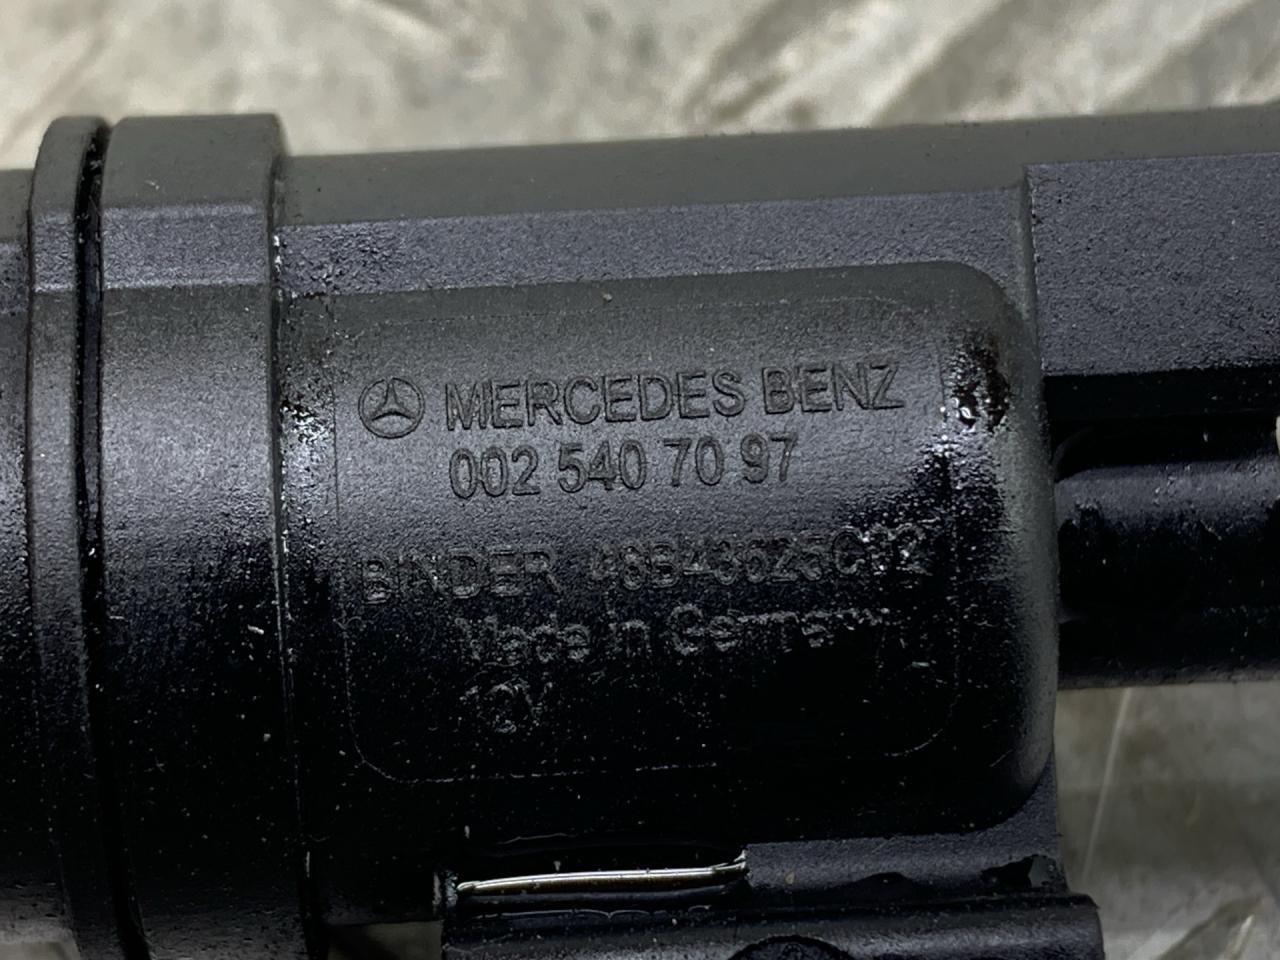 MERCEDES BENZ
002 540 70 97
BINDER
Made in Germany
12V